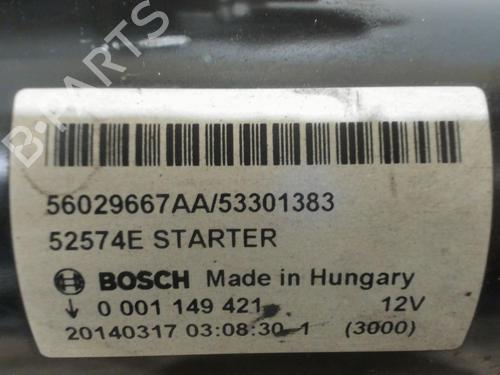 56029667AA/53301383
52574E STARTER
BOSCH Made in Hungary
0 001 149 421 12V
20140317 03:08:30-1 (3000)
B-PARTS